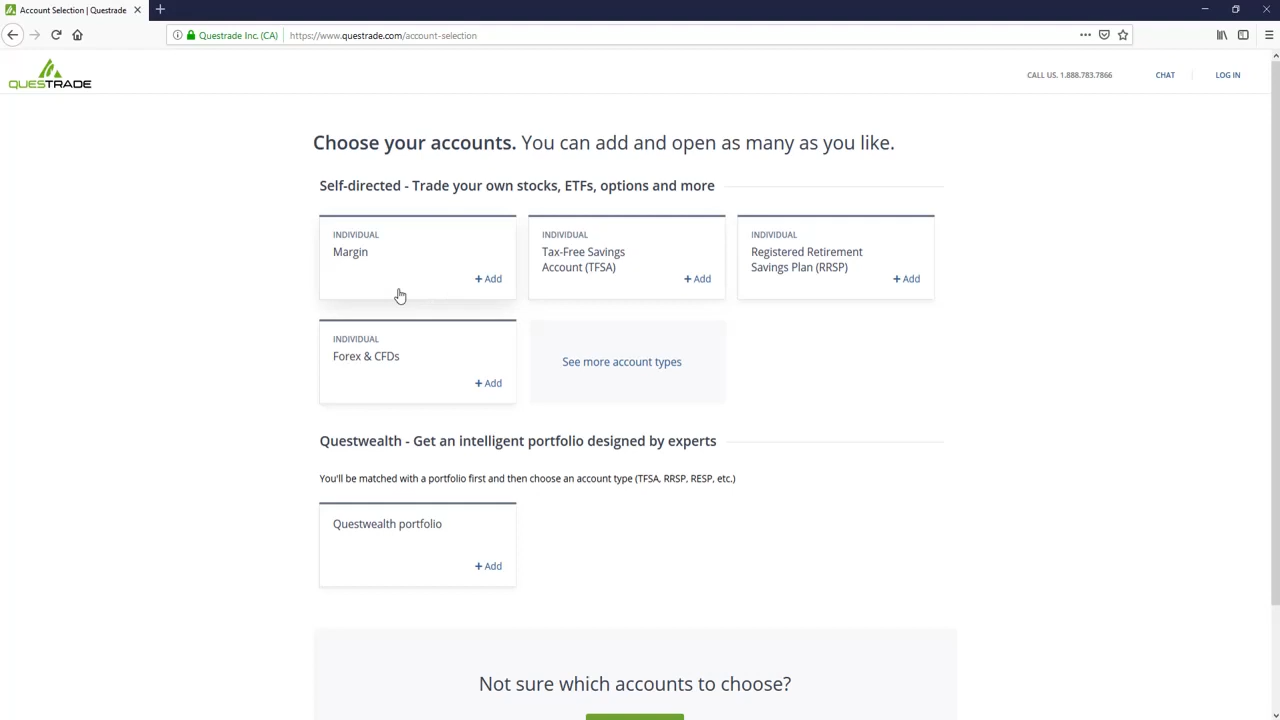 Account Selection | Questrade
Questrade Inc. (CA)
https://www.questrade.com/account-selection
QUESTRADE
CALL US. 1.888.783.7866
CHAT
LOG IN
Choose your accounts. You can add and open as many as you like.
Self-directed - Trade your own stocks, ETFs, options and more
INDIVIDUAL
Margin
+ Add
INDIVIDUAL
Tax-Free Savings
Account (TFSA)
+ Add
INDIVIDUAL
Registered Retirement
Savings Plan (RRSP)
+ Add
INDIVIDUAL
Forex & CFDs
+ Add
See more account types
Questwealth - Get an intelligent portfolio designed by experts
You'll be matched with a portfolio first and then choose an account type (TFSA, RRSP, RESP, etc.)
Questwealth portfolio
+ Add
Not sure which accounts to choose?